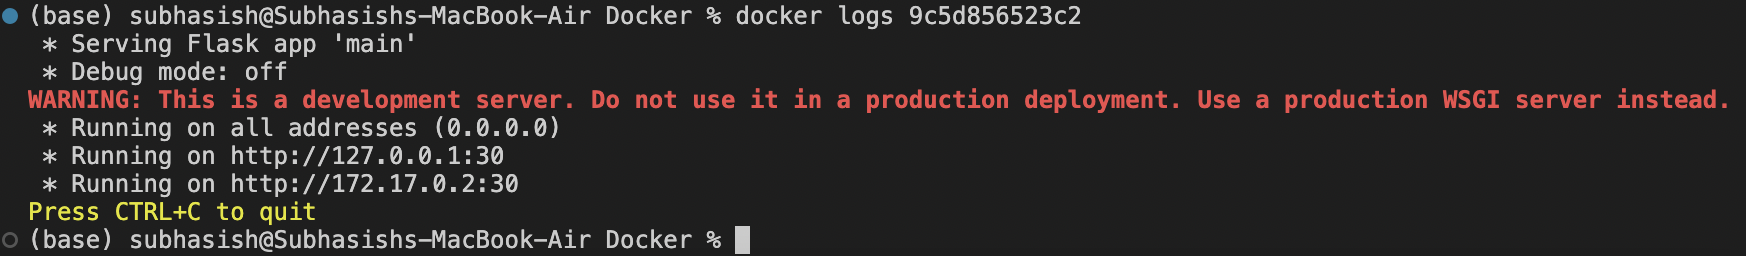 (base) subhasish@Subhasishs-MacBook-Air Docker % docker logs 9c5d856523c2
* Serving Flask app 'main'
* Debug mode: off
WARNING: This is a development server. Do not use it in a production deployment. Use a production WSGI server instead.
* Running on all addresses (0.0.0.0)
* Running on http://127.0.0.1:30
* Running on http://172.17.0.2:30
Press CTRL+C to quit
(base) subhasish@Subhasishs-MacBook-Air Docker %